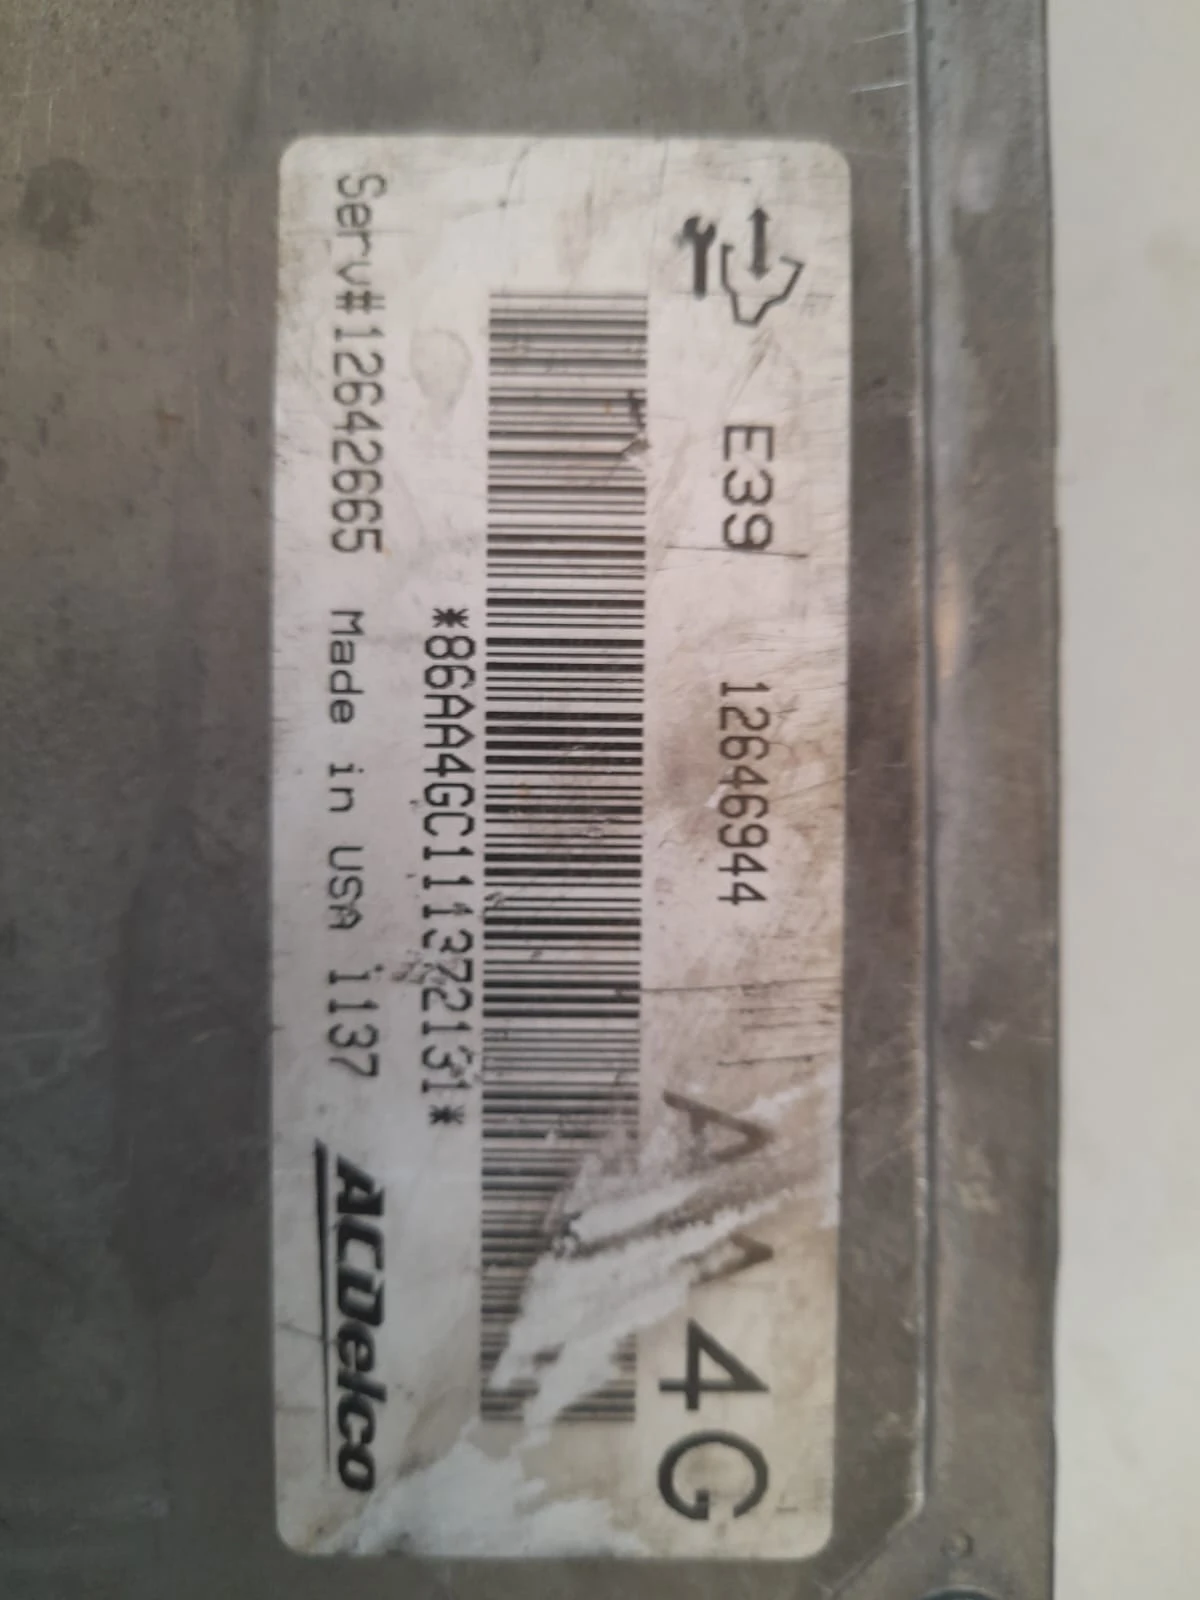 E39 12646944 AA4G
*86AA4GC111372131*
Serv#12642665 Made in USA 1137 ACDelco